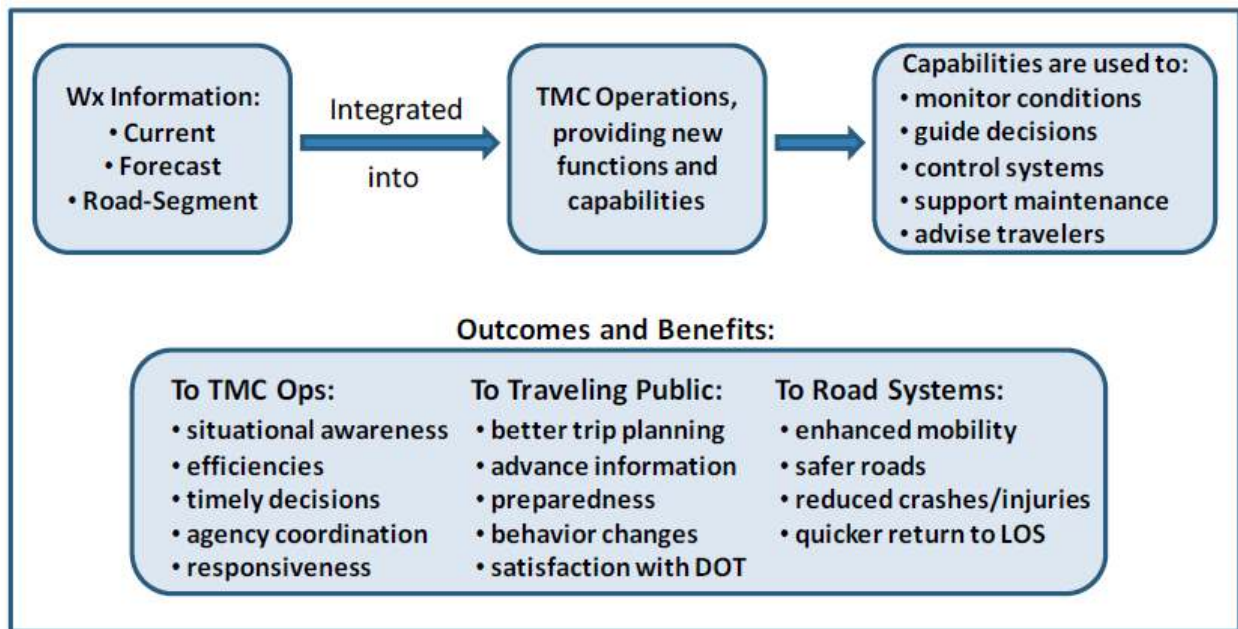 Wx Information:
• Current
• Forecast
• Road-Segment
Integrated
into
TMC Operations,
providing new
functions and
capabilities
Capabilities are used to:
• monitor conditions
• guide decisions
• control systems
• support maintenance
• advise travelers
Outcomes and Benefits:
To TMC Ops:
• situational awareness
• efficiencies
• timely decisions
• agency coordination
• responsiveness
To Traveling Public:
• better trip planning
• advance information
• preparedness
• behavior changes
• satisfaction with DOT
To Road Systems:
• enhanced mobility
• safer roads
• reduced crashes/injuries
• quicker return to LOS